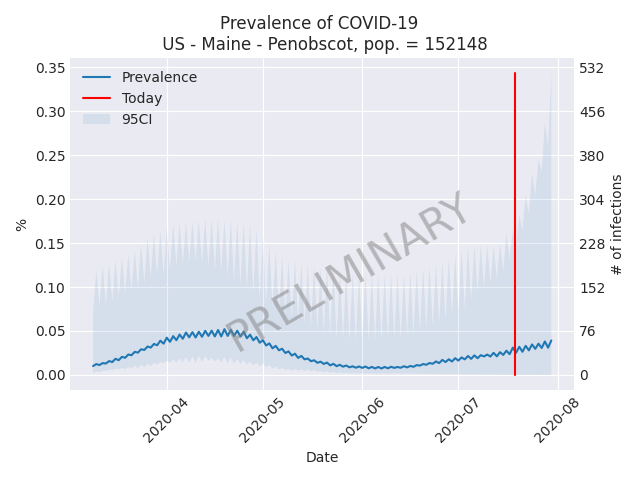 Prevalence of COVID-19
US - Maine - Penobscot, pop. = 152148
Prevalence
Today
95CI
0.35
0.30
0.25
0.20
0.15
0.10
0.05
0.00
%
532
456
380
304
228
152
76
0
# of infections
PRELIMINARY
2020-04
2020-05
2020-06
2020-07
2020-08
Date